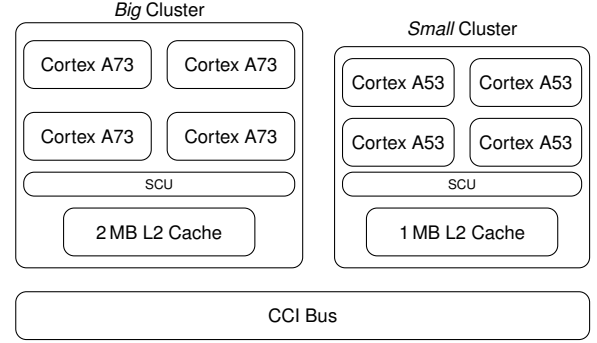 Big Cluster
Cortex A73 Cortex A73
Cortex A73 Cortex A73
SCU
2 MB L2 Cache
Small Cluster
Cortex A53 Cortex A53
Cortex A53 Cortex A53
SCU
1 MB L2 Cache
CCI Bus